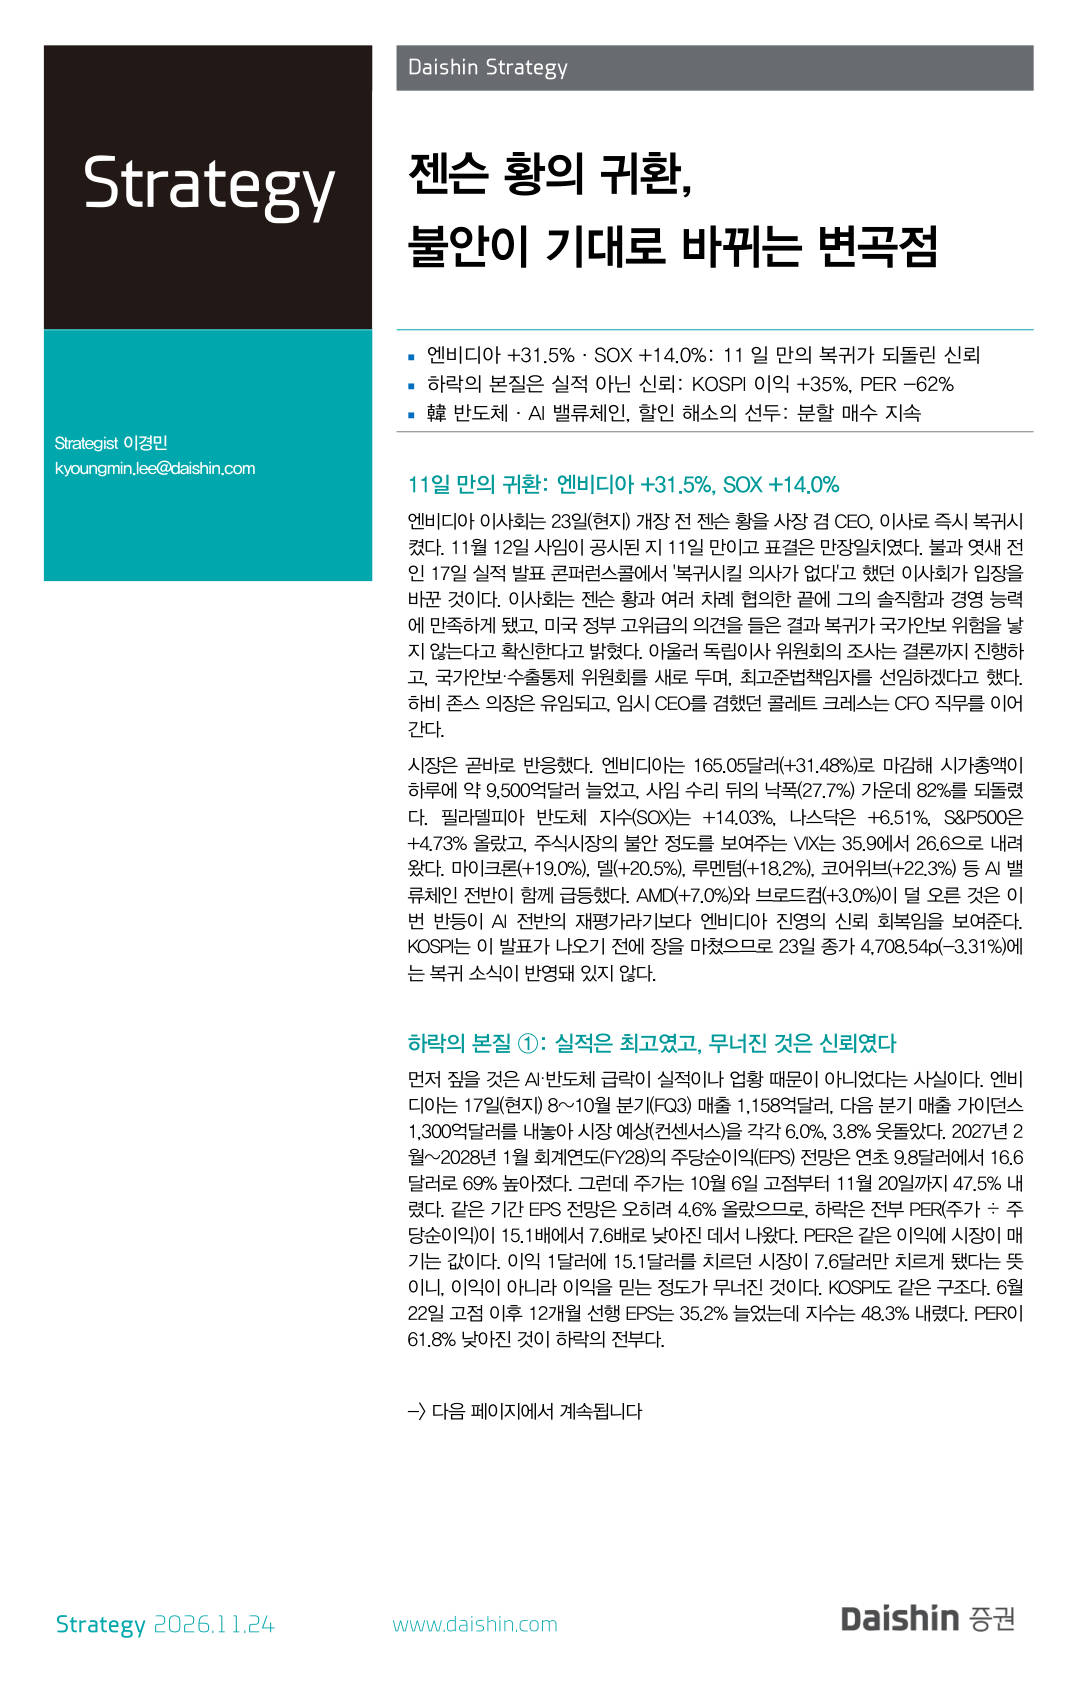 Daishin Strategy
Strategy
젠슨 황의 귀환,
불안이 기대로 바뀌는 변곡점
Strategist 이경민
kyoungmin.lee@daishin.com
▪ 엔비디아 +31.5% · SOX +14.0%: 11 일 만의 복귀가 되돌린 신뢰
▪ 하락의 본질은 실적 아닌 신뢰: KOSPI 이익 +35%, PER -62%
▪ 韓 반도체 · AI 밸류체인, 할인 해소의 선두: 분할 매수 지속
11일 만의 귀환: 엔비디아 +31.5%, SOX +14.0%
엔비디아 이사회는 23일(현지) 개장 전 젠슨 황을 사장 겸 CEO, 이사로 즉시 복귀시
켰다. 11월 12일 사임이 공시된 지 11일 만이고 표결은 만장일치였다. 불과 엿새 전
인 17일 실적 발표 콘퍼런스콜에서 '복귀시킬 의사가 없다'고 했던 이사회가 입장을
바꾼 것이다. 이사회는 젠슨 황과 여러 차례 협의한 끝에 그의 솔직함과 경영 능력
에 만족하게 됐고, 미국 정부 고위급의 의견을 들은 결과 복귀가 국가안보 위험을 낳
지 않는다고 확신한다고 밝혔다. 아울러 독립이사 위원회의 조사는 결론까지 진행하
고, 국가안보·수출통제 위원회를 새로 두며, 최고준법책임자를 선임하겠다고 했다.
하비 존스 의장은 유임되고, 임시 CEO를 겸했던 콜레트 크레스는 CFO 직무를 이어
간다.
시장은 곧바로 반응했다. 엔비디아는 165.05달러(+31.48%)로 마감해 시가총액이
하루에 약 9,500억달러 늘었고, 사임 수리 뒤의 낙폭(27.7%) 가운데 82%를 되돌렸
다. 필라델피아 반도체 지수(SOX)는 +14.03%, 나스닥은 +6.51%, S&P500은
+4.73% 올랐고, 주식시장의 불안 정도를 보여주는 VIX는 35.9에서 26.6으로 내려
왔다. 마이크론(+19.0%), 델(+20.5%), 루멘텀(+18.2%), 코어위브(+22.3%) 등 AI 밸
류체인 전반이 함께 급등했다. AMD(+7.0%)와 브로드컴(+3.0%)이 덜 오른 것은 이
번 반등이 AI 전반의 재평가라기보다 엔비디아 진영의 신뢰 회복임을 보여준다.
KOSPI는 이 발표가 나오기 전에 장을 마쳤으므로 23일 종가 4,708.54p(-3.31%)에
는 복귀 소식이 반영돼 있지 않다.
하락의 본질 ①: 실적은 최고였고, 무너진 것은 신뢰였다
먼저 짚을 것은 AI·반도체 급락이 실적이나 업황 때문이 아니었다는 사실이다. 엔비
디아는 17일(현지) 8~10월 분기(FQ3) 매출 1,158억달러, 다음 분기 매출 가이던스
1,300억달러를 내놓아 시장 예상(컨센서스)을 각각 6.0%, 3.8% 웃돌았다. 2027년 2
월~2028년 1월 회계연도(FY28)의 주당순이익(EPS) 전망은 연초 9.8달러에서 16.6
달러로 69% 높아졌다. 그런데 주가는 10월 6일 고점부터 11월 20일까지 47.5% 내
렸다. 같은 기간 EPS 전망은 오히려 4.6% 올랐으므로, 하락은 전부 PER(주가 ÷ 주
당순이익)이 15.1배에서 7.6배로 낮아진 데서 나왔다. PER은 같은 이익에 시장이 매
기는 값이다. 이익 1달러에 15.1달러를 치르던 시장이 7.6달러만 치르게 됐다는 뜻
이니, 이익이 아니라 이익을 믿는 정도가 무너진 것이다. KOSPI도 같은 구조다. 6월
22일 고점 이후 12개월 선행 EPS는 35.2% 늘었는데 지수는 48.3% 내렸다. PER이
61.8% 낮아진 것이 하락의 전부다.
-> 다음 페이지에서 계속됩니다
Strategy 2026.11.24
www.daishin.com
Daishin 증권